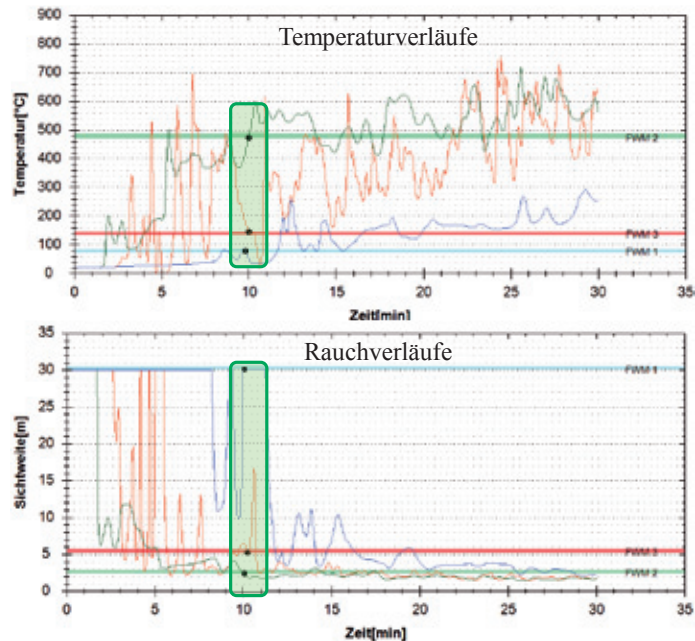 Temperaturverläufe
Temperatur[°C]
900
800
700
600
500
400
300
200
100
0
FWM 2
FWM 3
FWM 1
0 5 10 15 20 25 30 35
Zeit[min]
Rauchverläufe
Sichtweite[m]
35
30
25
20
15
10
5
0
FWM 1
FWM 3
FWM 2
0 5 10 15 20 25 30 35
Zeit[min]